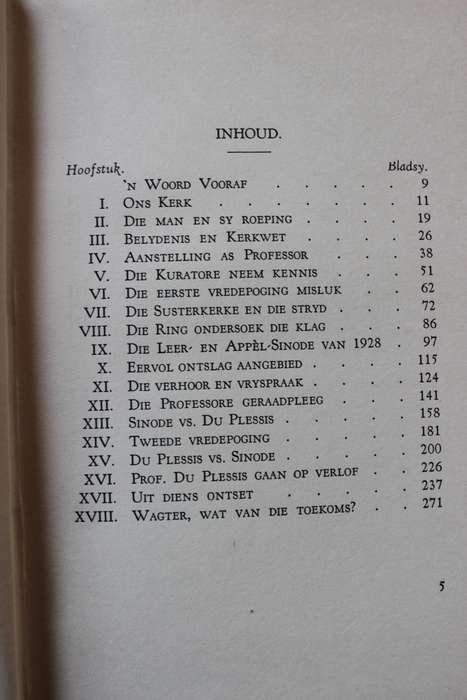 INHOUD.
Hoofstuk. Bladsy.
'N WOORD VOORAF . . . . . 9
I. ONS KERK . . . . . . 11
II. DIE MAN EN SY ROEPING . . . . 19
III. BELYDENIS EN KERKWET . . . . 26
IV. AANSTELLING AS PROFESSOR . . . 38
V. DIE KURATORE NEEM KENNIS . . . 51
VI. DIE EERSTE VREDEPOGING MISLUK . . 62
VII. DIE SUSTERKERKE EN DIE STRYD . . . 72
VIII. DIE RING ONDERSOEK DIE KLAG . . . 86
IX. DIE LEER- EN APPÈL-SINODE VAN 1928 . 97
X. EERVOL ONTSLAG AANGEBIED . . . . 115
XI. DIE VERHOOR EN VRYSPRAAK . . . 124
XII. DIE PROFESSORE GERAADPLEEG . . . 141
XIII. SINODE VS. DU PLESSIS . . . . . 158
XIV. TWEEDE VREDEPOGING . . . . . 181
XV. DU PLESSIS VS. SINODE . . . . . 200
XVI. PROF. DU PLESSIS GAAN OP VERLOF . . 226
XVII. UIT DIENS ONTSET . . . . . 237
XVIII. WAGTER, WAT VAN DIE TOEKOMS? . . 271
5